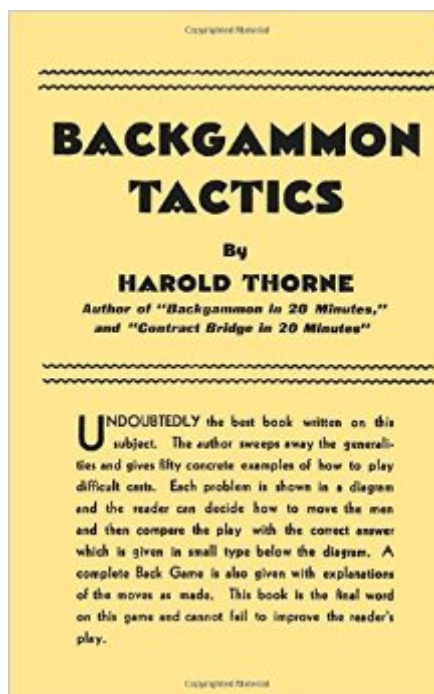 Copyrighted Material
BACKGAMMON
TACTICS
By
HAROLD THORNE
Author of "Backgammon in 20 Minutes,"
and "Contract Bridge in 20 Minutes"
UNDOUBTEDLY the best book written on this
subject. The author sweeps away the generali-
ties and gives fifty concrete examples of how to play
difficult casts. Each problem is shown in a diagram
and the reader can decide how to move the men
and then compare the play with the correct answer
which is given in small type below the diagram. A
complete Back Game is also given with explanations
of the moves as made. This book is the final word
on this game and cannot fail to improve the reader's
play.
Copyrighted Material